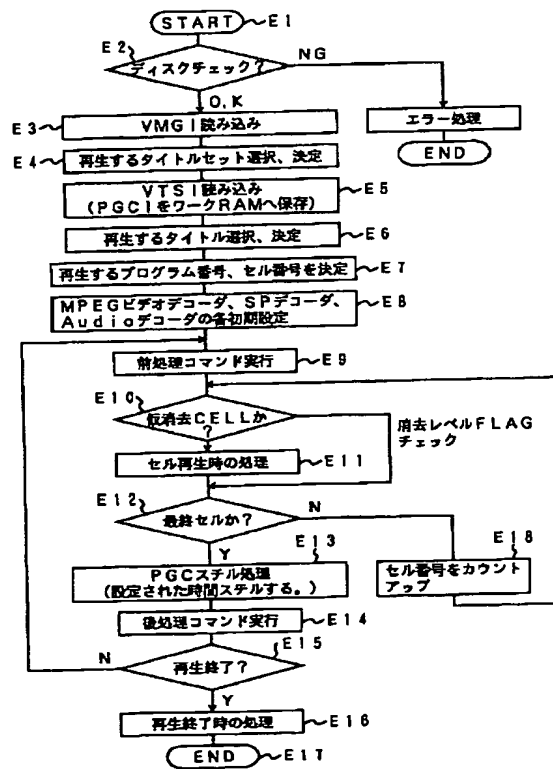 START
E1
E2
ディスクチェック?
NG
O,K
E3
VMGI読み込み
エラー処理
END
E4
再生するタイトルセット選択、決定
VTSI読み込み
(PGCIをワークRAMへ保存)
E5
再生するタイトル選択、決定
E6
再生するプログラム番号、セル番号を決定
E7
MPEGビデオデコーダ、SPデコーダ、
Audioデコーダの各初期設定
E8
前処理コマンド実行
E9
E10
仮消去CELLか
?
消去レベルFLAG
チェック
セル再生時の処理
E11
E12
最終セルか?
N
Y
E13
E18
PGCスチル処理
(設定された時間スチルする。)
セル番号をカウント
アップ
後処理コマンド実行
E14
E15
N
再生終了?
Y
再生終了時の処理
E16
END
E17